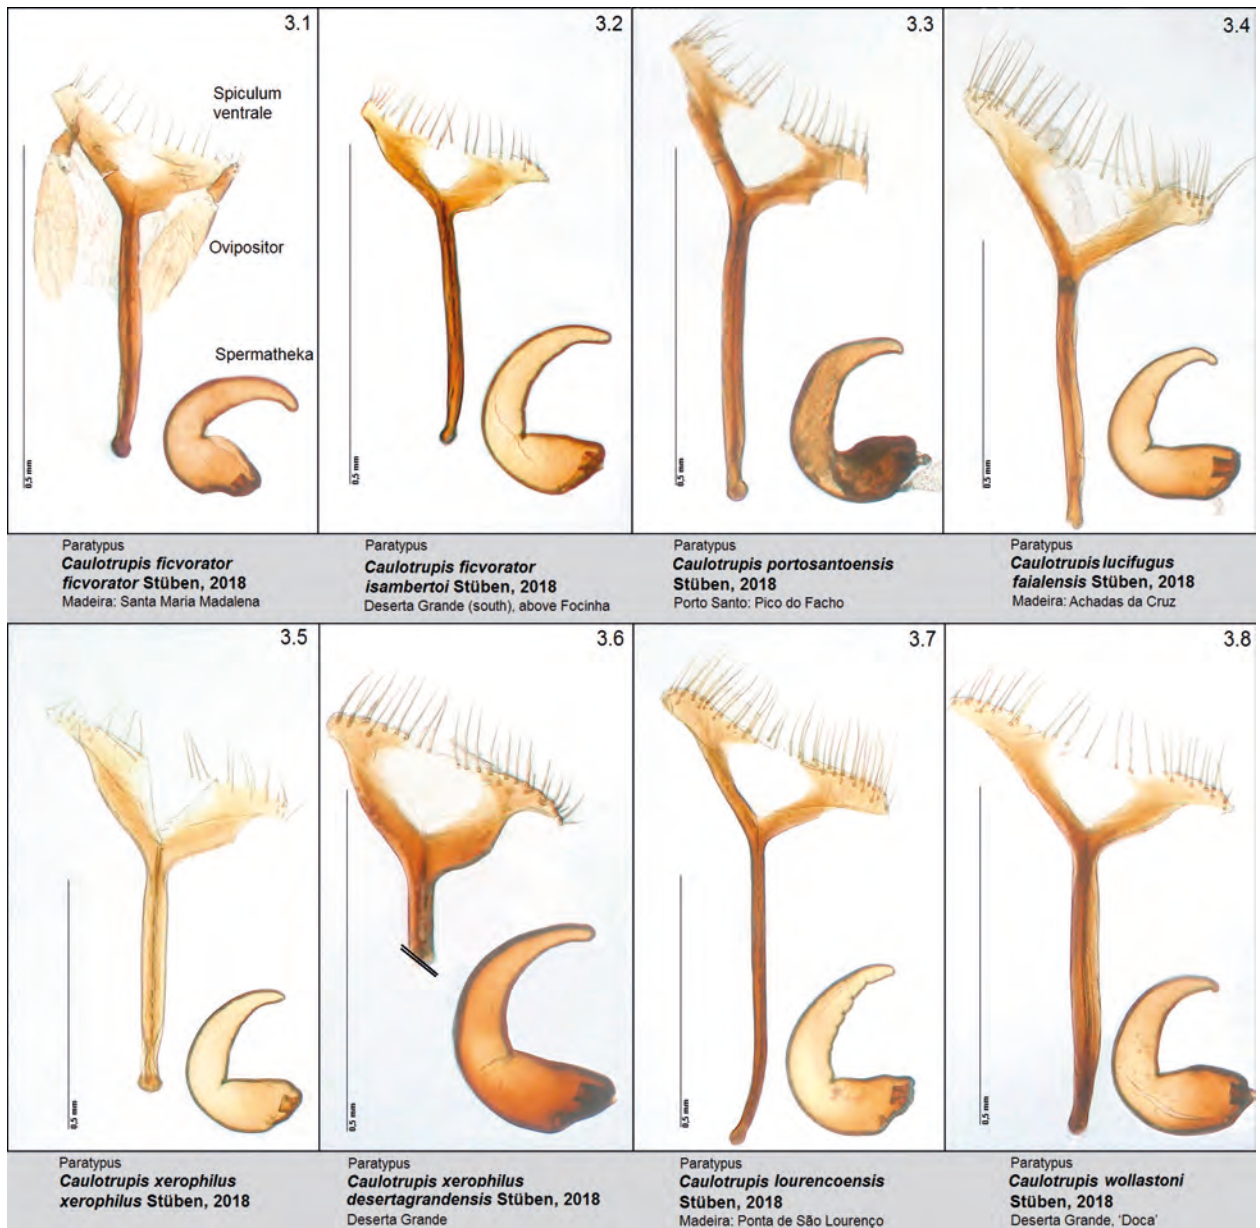 3.1
Spiculum
ventrale
Ovipositor
Spermatheka
0,5 mm
Paratypus
Caulotrupis ficvorator
ficvorator Stüben, 2018
Madeira: Santa Maria Madalena
3.2
0,5 mm
Paratypus
Caulotrupis ficvorator
isambertoi Stüben, 2018
Deserta Grande (south), above Focinha
3.3
0,5 mm
Paratypus
Caulotrupis portosantoensis
Stüben, 2018
Porto Santo: Pico do Facho
3.4
0,5 mm
Paratypus
Caulotrupis lucifugus
faialensis Stüben, 2018
Madeira: Achadas da Cruz
3.5
0,5 mm
Paratypus
Caulotrupis xerophilus
xerophilus Stüben, 2018
3.6
0,5 mm
Paratypus
Caulotrupis xerophilus
desertagrandensis Stüben, 2018
Deserta Grande
3.7
0,5 mm
Paratypus
Caulotrupis lourencoensis
Stüben, 2018
Madeira: Ponta de São Lourenço
3.8
0,5 mm
Paratypus
Caulotrupis wollastoni
Stüben, 2018
Deserta Grande, 'Doca'